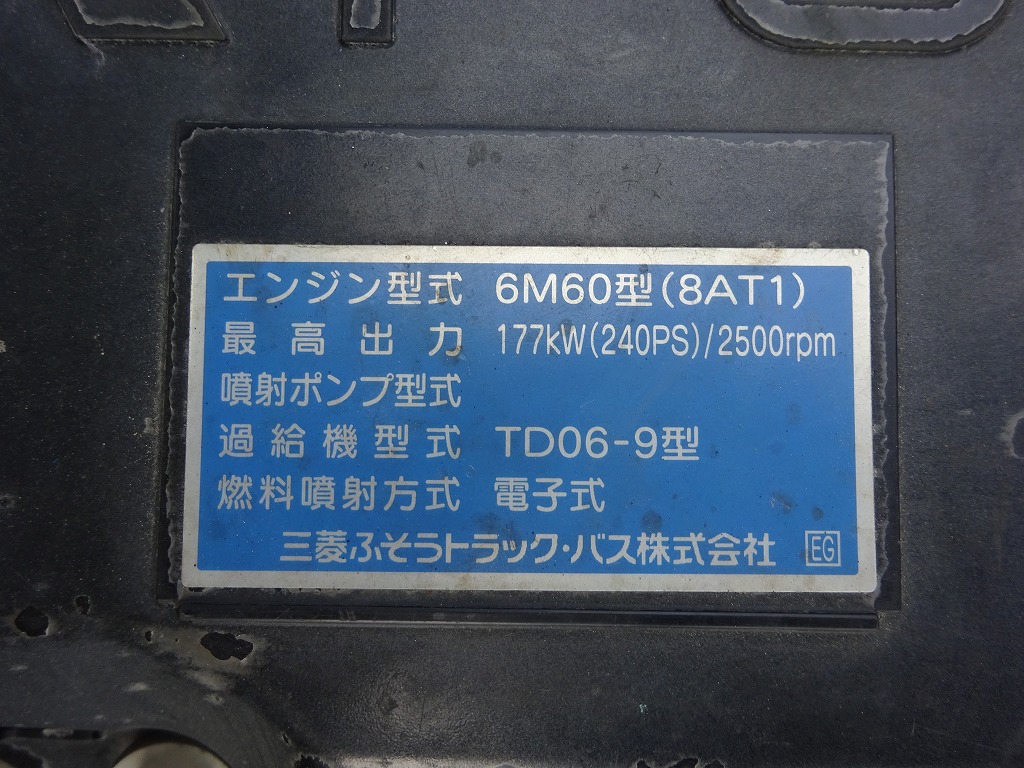 エンジン型式 6M60型(8AT1)
最高出力 177kW(240PS)/2500rpm
噴射ポンプ型式
過給機型式 TD06-9型
燃料噴射方式 電子式
三菱ふそうトラック・バス株式会社 EG